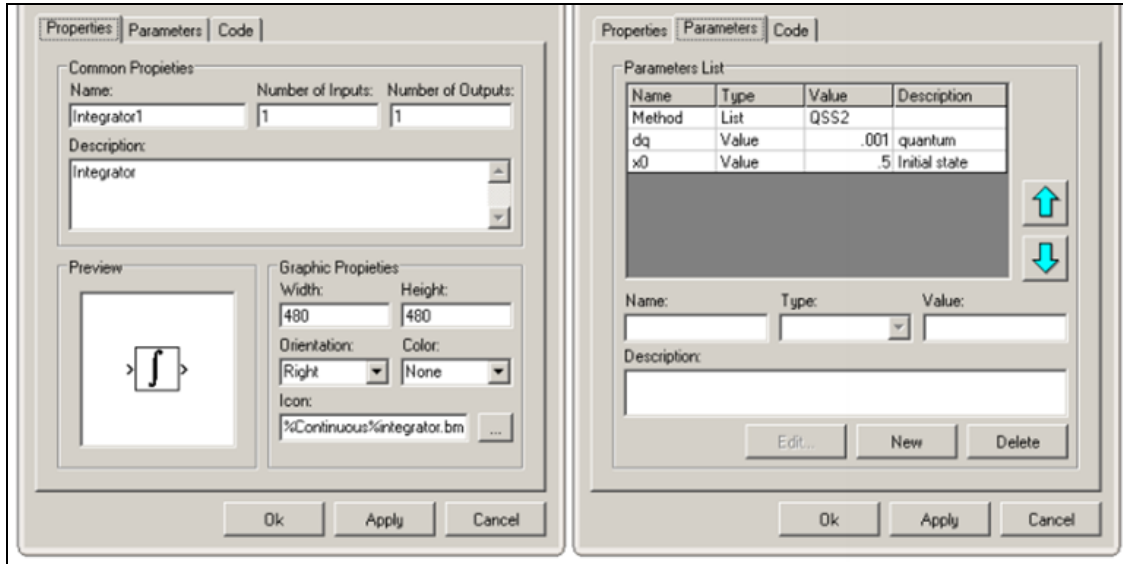 Properties Parameters Code
Common Propieties
Name: Number of Inputs: Number of Outputs:
Integrator1 1 1
Description:
Integrator
Preview
Graphic Propieties
Width: Height:
480 480
Orientation: Color:
Right None
Icon:
%Continuous%integrator.bm ...
Ok Apply Cancel
Properties Parameters Code
Parameters List
Name Type Value Description
Method List QSS2
dq Value .001 quantum
x0 Value .5 Initial state
Name: Type: Value:
Description:
Edit... New Delete
Ok Apply Cancel